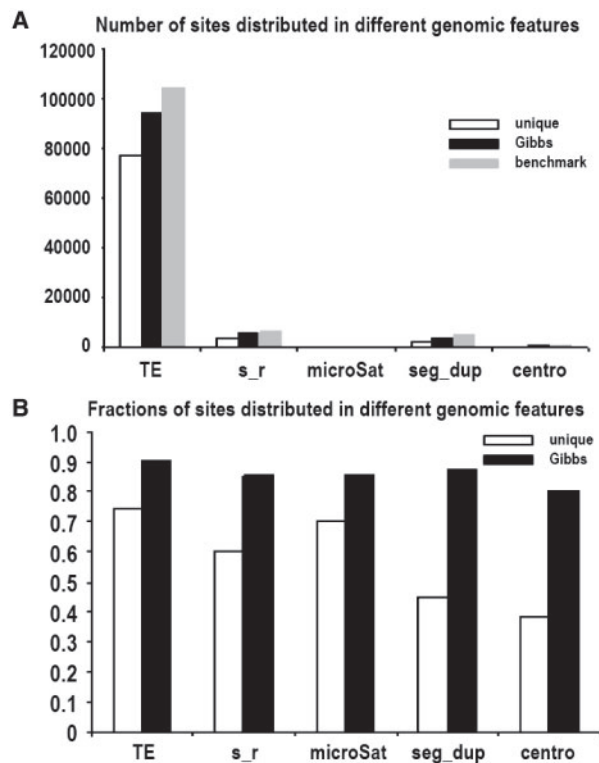 A Number of sites distributed in different genomic features
120000
100000
80000
60000
40000
20000
0
unique
Gibbs
benchmark
TE s_r microSat seg_dup centro
B Fractions of sites distributed in different genomic features
1.0
0.9
0.8
0.7
0.6
0.5
0.4
0.3
0.2
0.1
0
unique
Gibbs
TE s_r microSat seg_dup centro